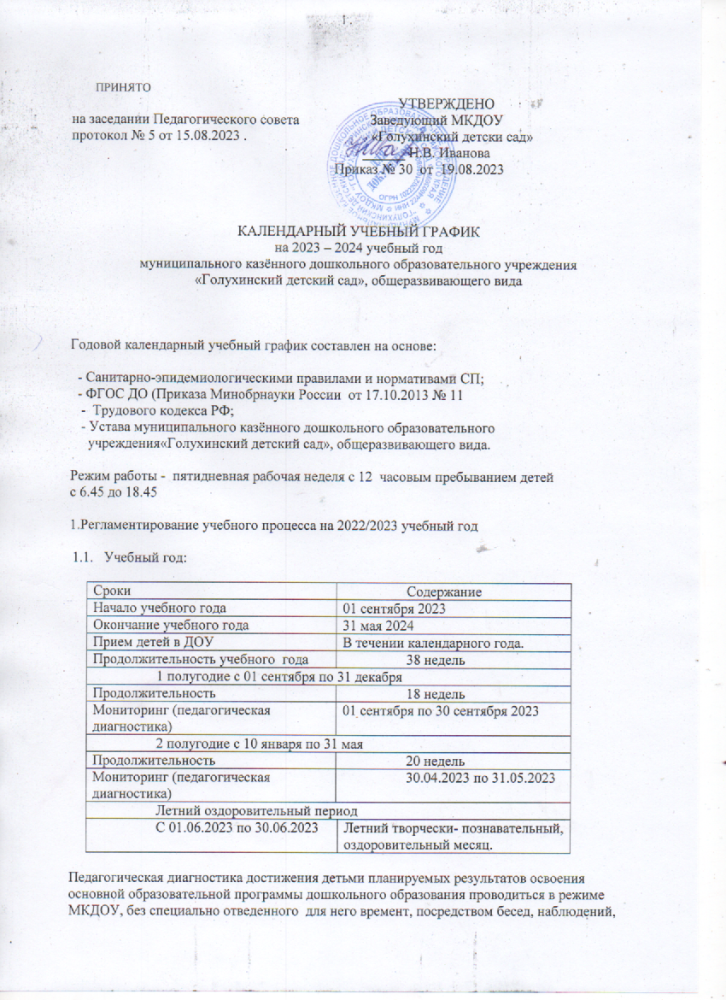 1
ПРИНЯТО
УТВЕРЖДЕНО
на заседании Педагогического совета Заведующий МКДОУ
протокол № 5 от 15.08.2023 . «Голухинский детски сад»
Н.В. Иванова
Приказ № 30 от 19.08.2023
КАЛЕНДАРНЫЙ УЧЕБНЫЙ ГРАФИК
на 2023 – 2024 учебный год
муниципального казённого дошкольного образовательного учреждения
«Голухинский детский сад», общеразвивающего вида
Годовой календарный учебный график составлен на основе:
- Санитарно-эпидемиологическими правилами и нормативами СП;
- ФГОС ДО (Приказа Минобрнауки России от 17.10.2013 № 11
- Трудового кодекса РФ;
- Устава муниципального казённого дошкольного образовательного
учреждения«Голухинский детский сад», общеразвивающего вида.
Режим работы - пятидневная рабочая неделя с 12 часовым пребыванием детей
с 6.45 до 18.45
1.Регламентирование учебного процесса на 2022/2023 учебный год
1.1. Учебный год:
Сроки Содержание
Начало учебного года 01 сентября 2023
Окончание учебного года 31 мая 2024
Прием детей в ДОУ В течении календарного года.
Продолжительность учебного года 38 недель
1 полугодие с 01 сентября по 31 декабря
Продолжительность 18 недель
Мониторинг (педагогическая 01 сентября по 30 сентября 2023
диагностика)
2 полугодие с 10 января по 31 мая
Продолжительность 20 недель
Мониторинг (педагогическая 30.04.2023 по 31.05.2023
диагностика)
Летний оздоровительный период
С 01.06.2023 по 30.06.2023 Летний творчески- познавательный,
оздоровительный месяц.
Педагогическая диагностика достижения детьми планируемых результатов освоения
основной образовательной программы дошкольного образования проводиться в режиме
МКДОУ, без специально отведенного для него времент, посредством бесед, наблюдений,